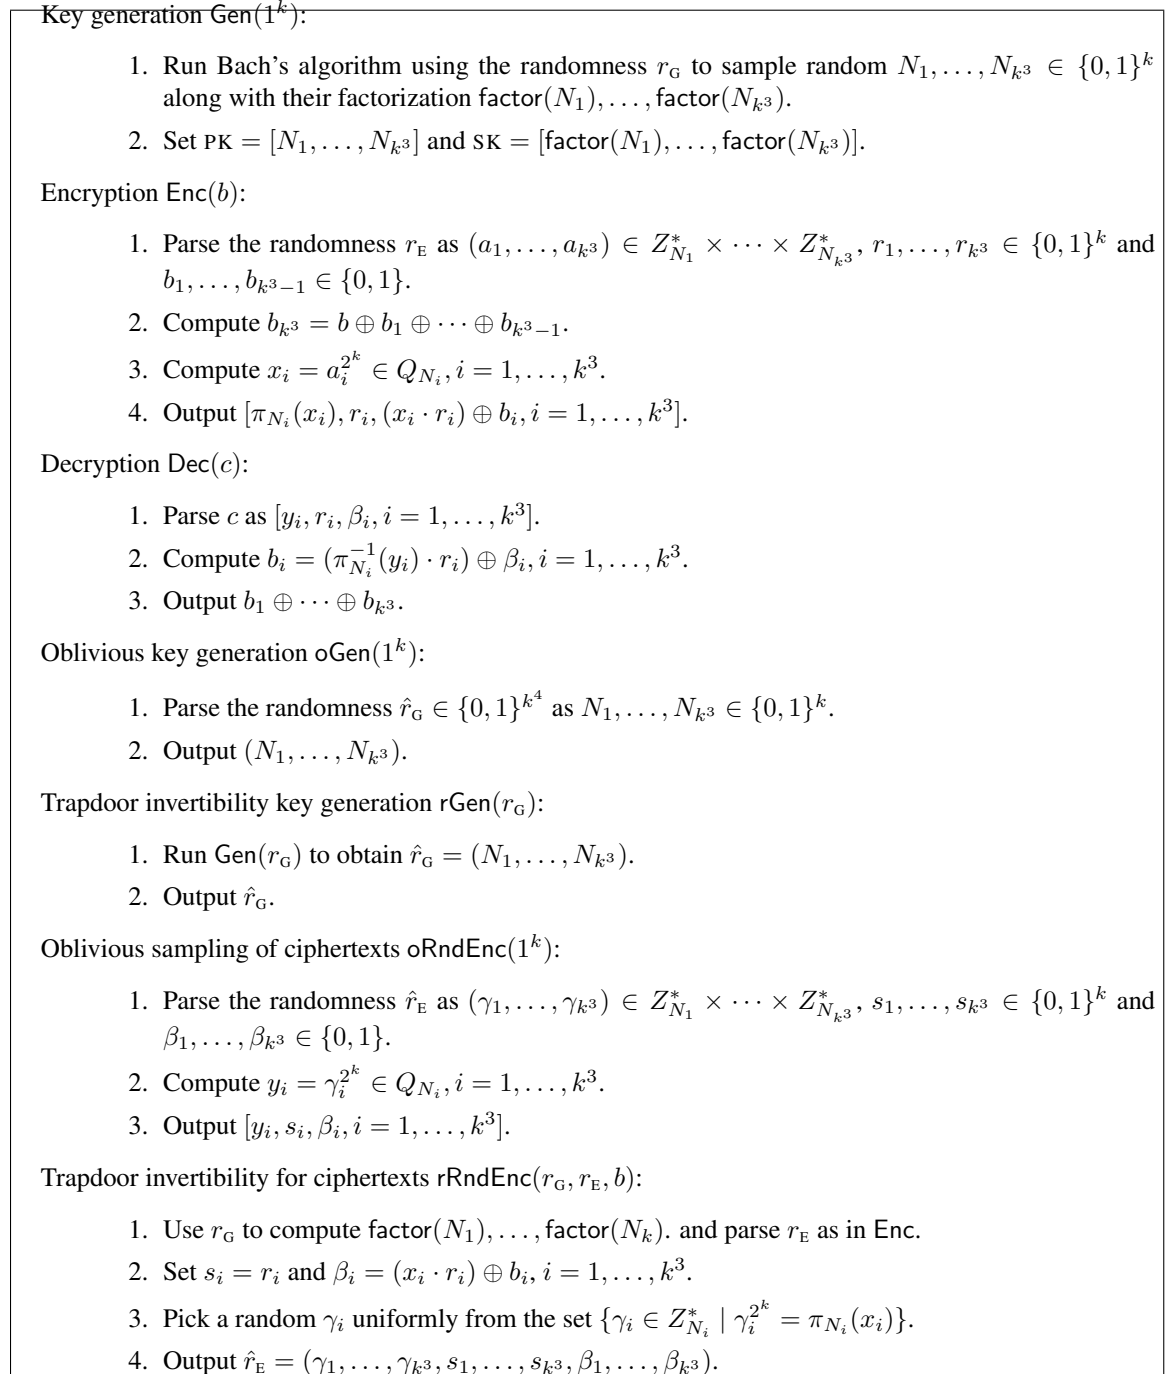 Key generation Gen(1^k):
1. Run Bach's algorithm using the randomness r_G to sample random N_1, . . . , N_{k^3} ∈ {0, 1}^k
along with their factorization factor(N_1), . . . , factor(N_{k^3}).
2. Set PK = [N_1, . . . , N_{k^3}] and SK = [factor(N_1), . . . , factor(N_{k^3})].
Encryption Enc(b):
1. Parse the randomness r_E as (a_1, . . . , a_{k^3}) ∈ Z^*_{N_1} × · · · × Z^*_{N_{k^3}}, r_1, . . . , r_{k^3} ∈ {0, 1}^k and
b_1, . . . , b_{k^3−1} ∈ {0, 1}.
2. Compute b_{k^3} = b ⊕ b_1 ⊕ · · · ⊕ b_{k^3−1}.
3. Compute x_i = a_i^{2^k} ∈ Q_{N_i}, i = 1, . . . , k^3.
4. Output [π_{N_i}(x_i), r_i, (x_i · r_i) ⊕ b_i, i = 1, . . . , k^3].
Decryption Dec(c):
1. Parse c as [y_i, r_i, β_i, i = 1, . . . , k^3].
2. Compute b_i = (π^{−1}_{N_i}(y_i) · r_i) ⊕ β_i, i = 1, . . . , k^3.
3. Output b_1 ⊕ · · · ⊕ b_{k^3}.
Oblivious key generation oGen(1^k):
1. Parse the randomness r̂_G ∈ {0, 1}^{k^4} as N_1, . . . , N_{k^3} ∈ {0, 1}^k.
2. Output (N_1, . . . , N_{k^3}).
Trapdoor invertibility key generation rGen(r_G):
1. Run Gen(r_G) to obtain r̂_G = (N_1, . . . , N_{k^3}).
2. Output r̂_G.
Oblivious sampling of ciphertexts oRndEnc(1^k):
1. Parse the randomness r̂_E as (γ_1, . . . , γ_{k^3}) ∈ Z^*_{N_1} × · · · × Z^*_{N_{k^3}}, s_1, . . . , s_{k^3} ∈ {0, 1}^k and
β_1, . . . , β_{k^3} ∈ {0, 1}.
2. Compute y_i = γ_i^{2^k} ∈ Q_{N_i}, i = 1, . . . , k^3.
3. Output [y_i, s_i, β_i, i = 1, . . . , k^3].
Trapdoor invertibility for ciphertexts rRndEnc(r_G, r_E, b):
1. Use r_G to compute factor(N_1), . . . , factor(N_k). and parse r_E as in Enc.
2. Set s_i = r_i and β_i = (x_i · r_i) ⊕ b_i, i = 1, . . . , k^3.
3. Pick a random γ_i uniformly from the set {γ_i ∈ Z^*_{N_i} | γ_i^{2^k} = π_{N_i}(x_i)}.
4. Output r̂_E = (γ_1, . . . , γ_{k^3}, s_1, . . . , s_{k^3}, β_1, . . . , β_{k^3}).